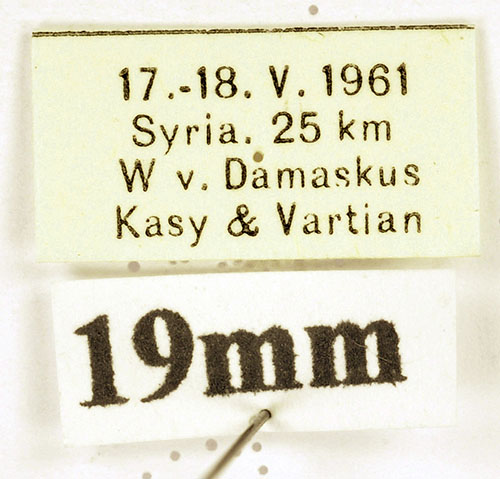 17.-18. V. 1961
Syria. 25 km
W v. Damaskus
Kasy & Vartian
19mm